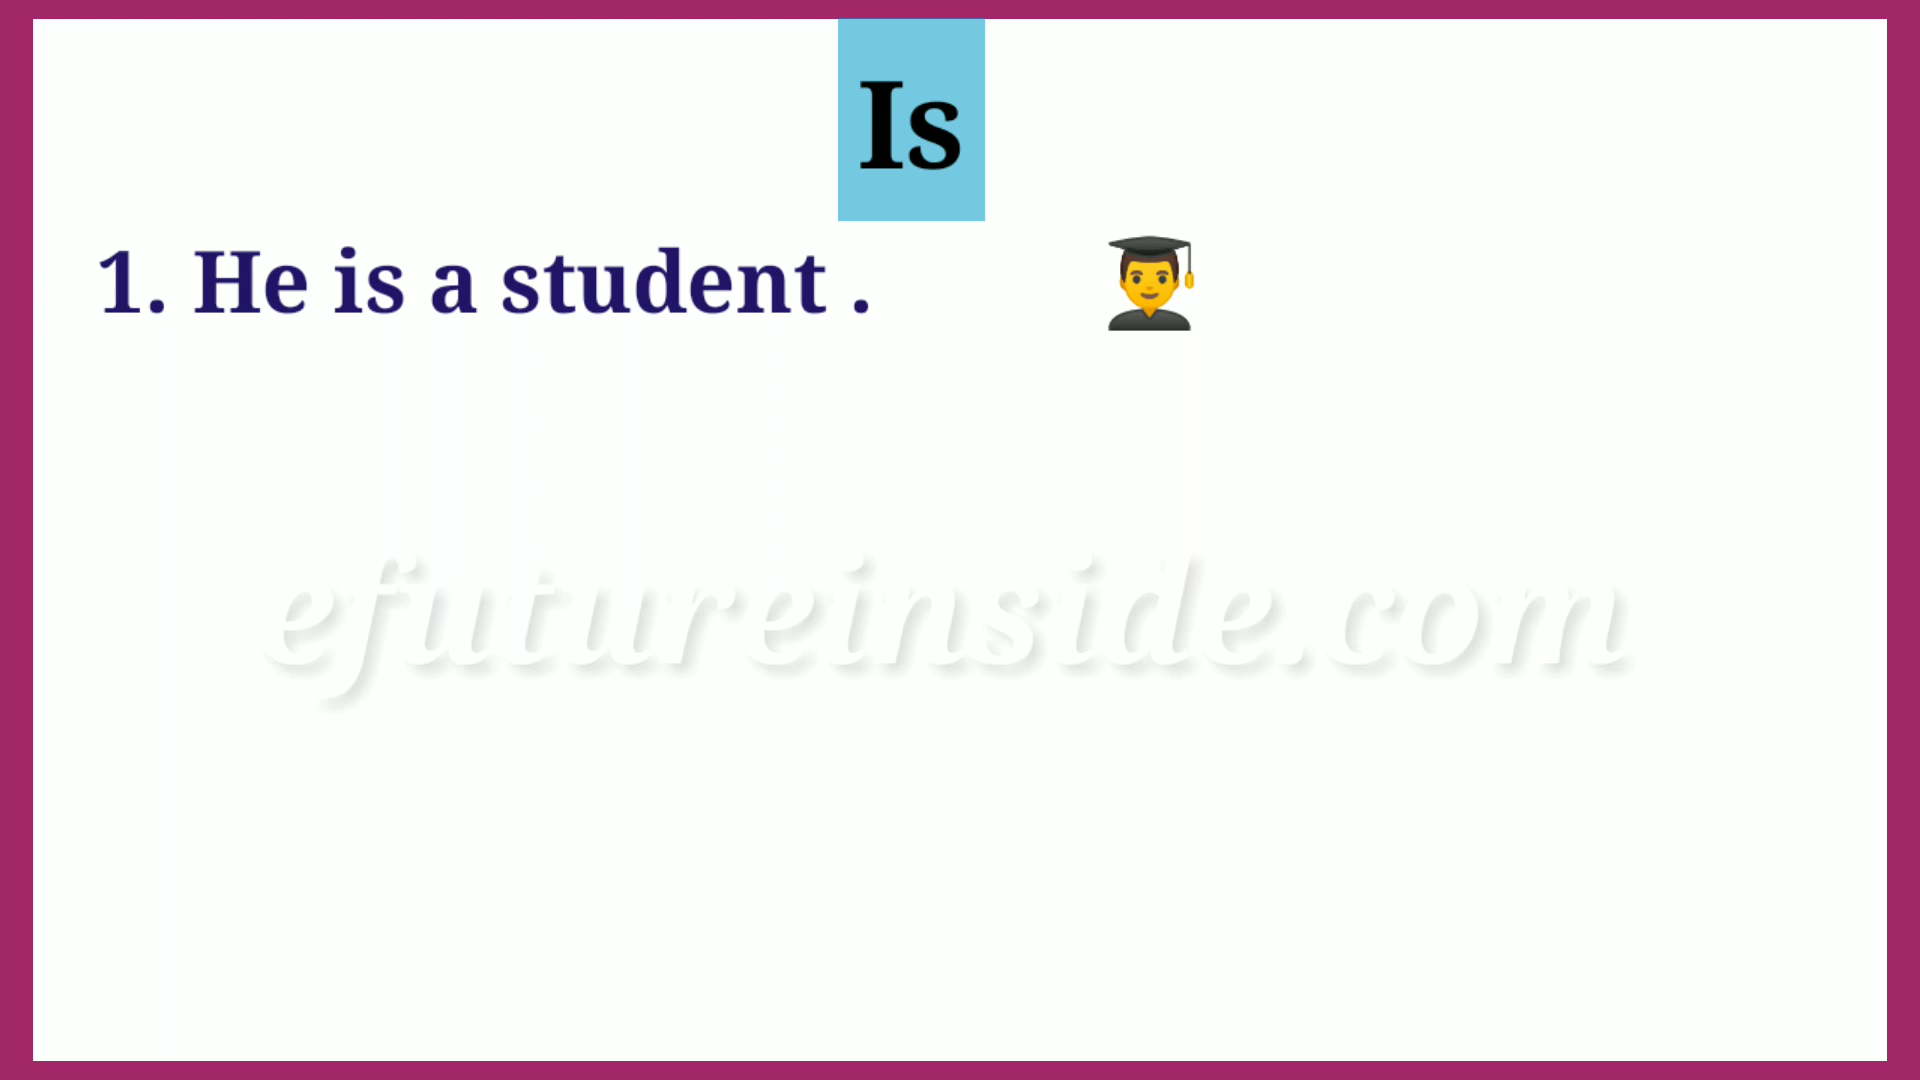 Is
1. He is a student .
efutureinside.com